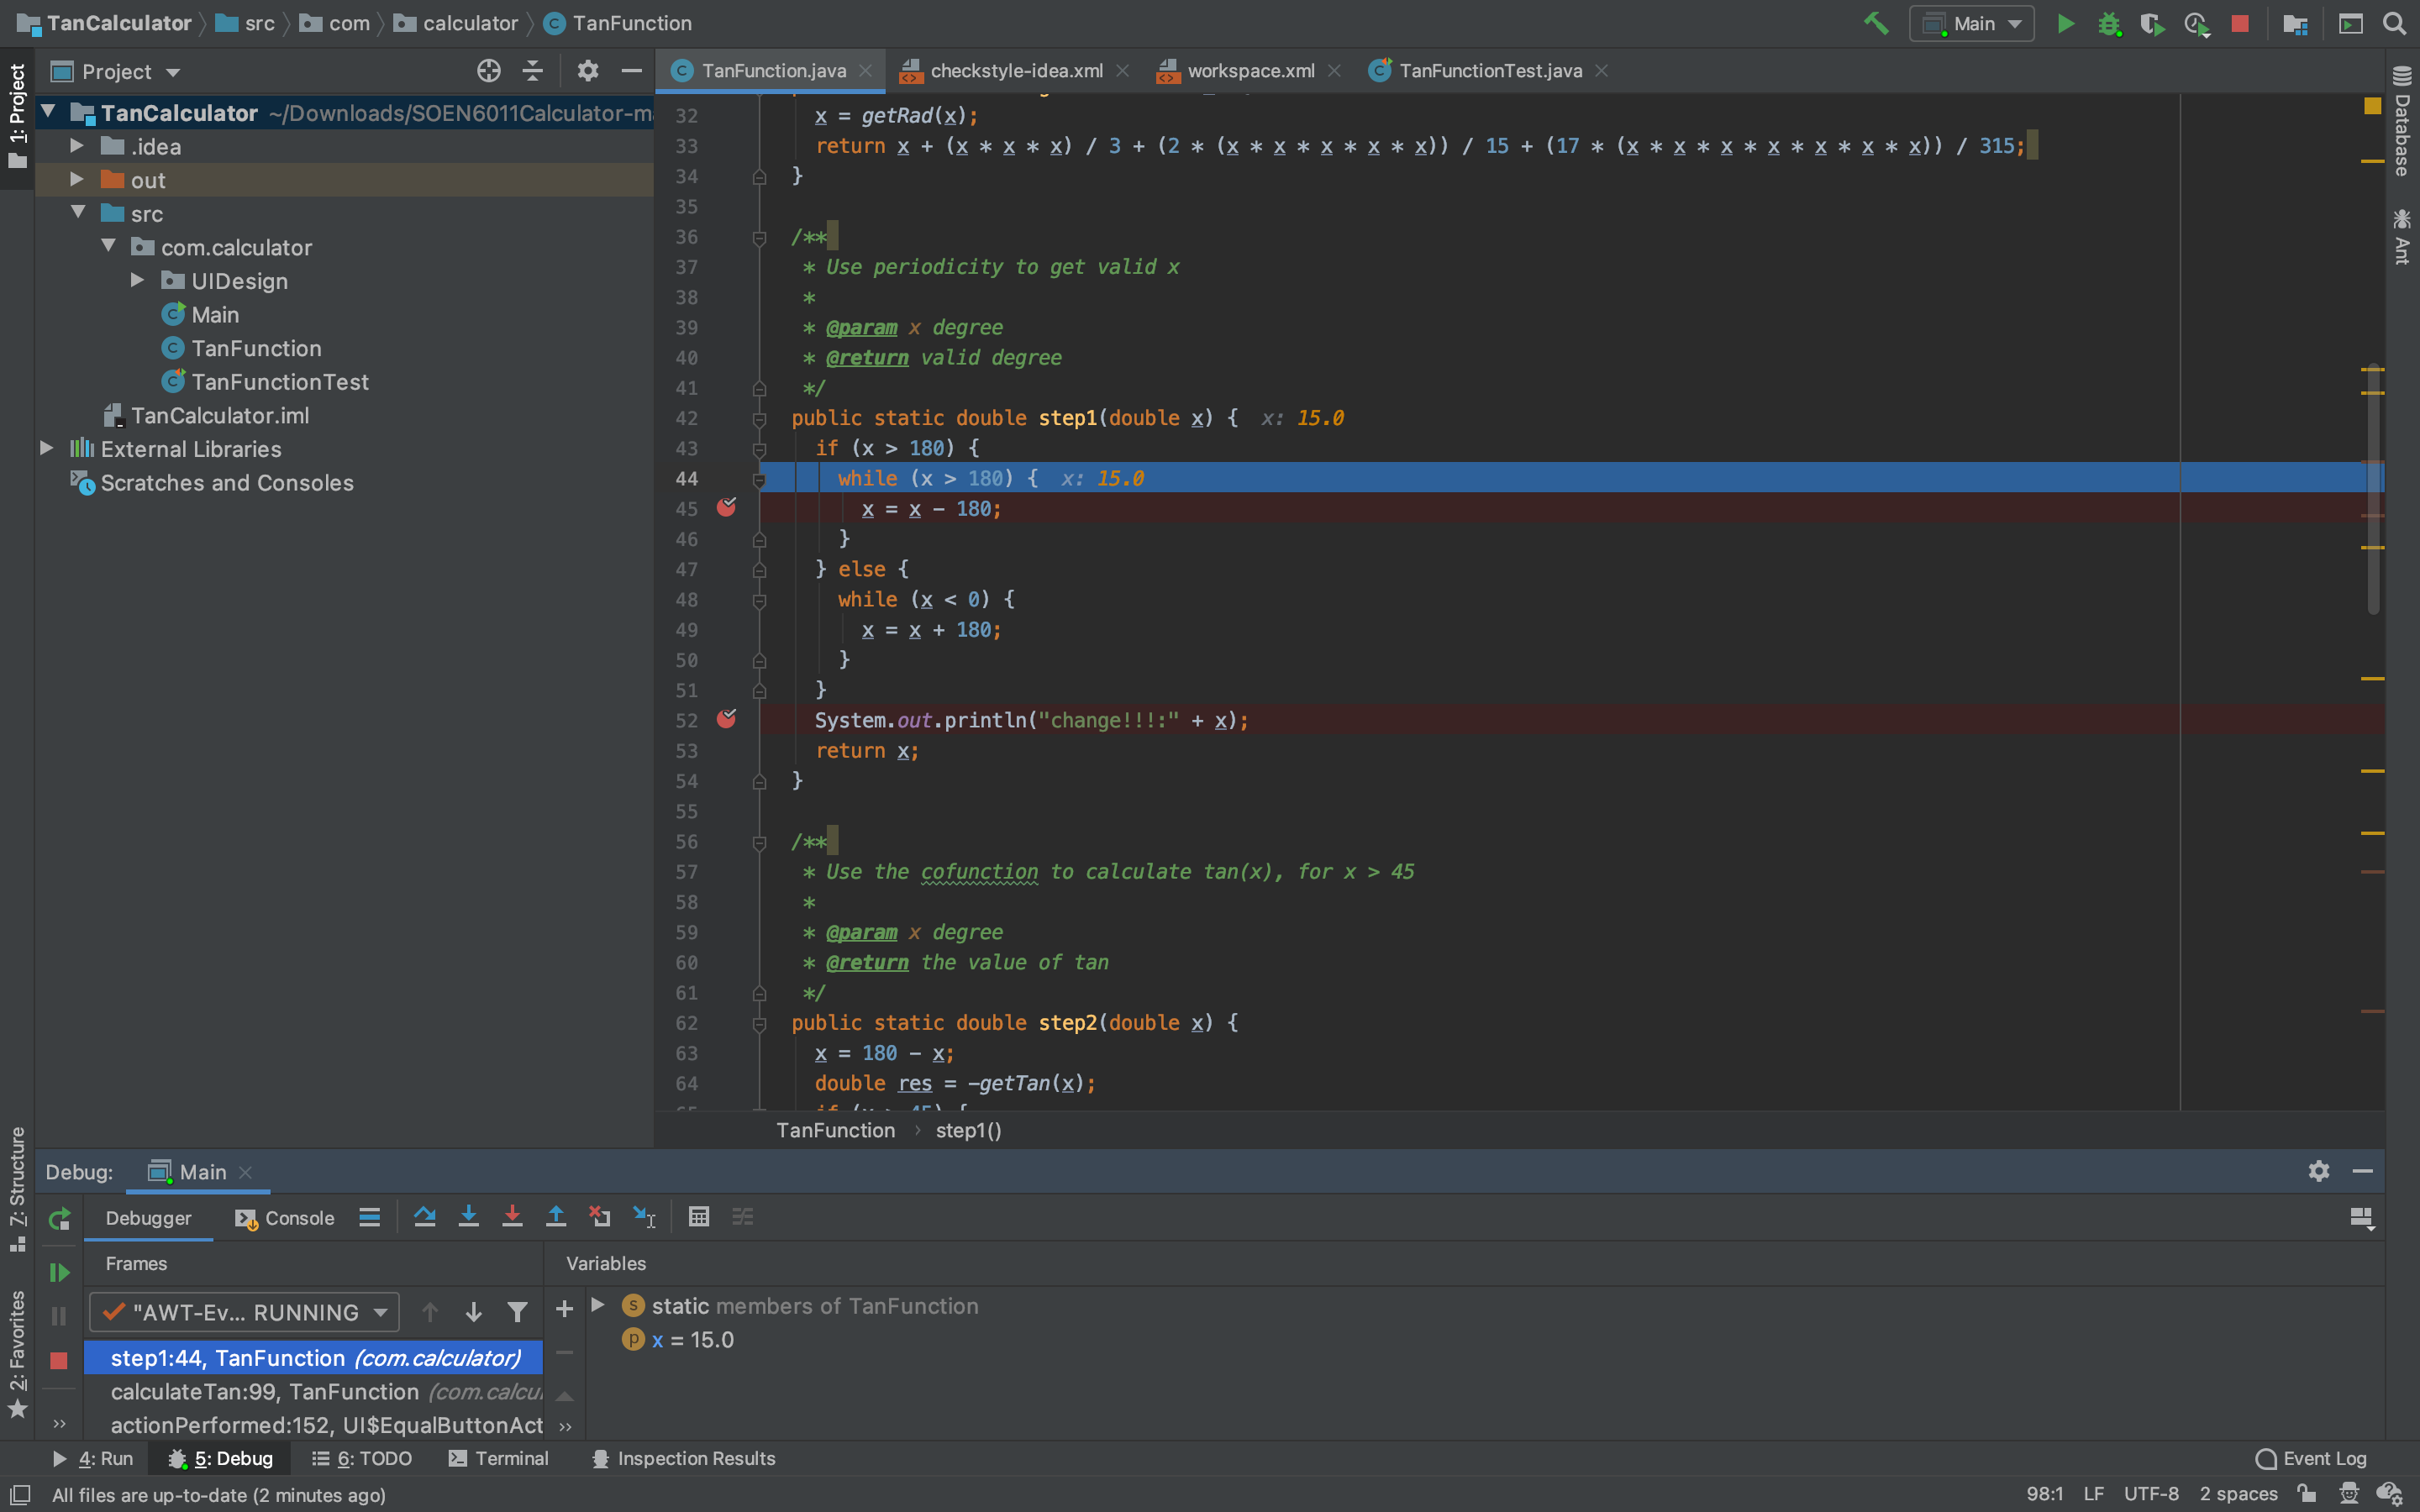 TanCalculator src com calculator TanFunction Main
1: Project
Project
TanFunction.java checkstyle-idea.xml workspace.xml TanFunctionTest.java
TanCalculator ~/Downloads/SOEN6011Calculator-m
.idea
out
src
com.calculator
UIDesign
Main
TanFunction
TanFunctionTest
TanCalculator.iml
External Libraries
Scratches and Consoles
32 x = getRad(x);
33 return x + (x * x * x) / 3 + (2 * (x * x * x * x * x)) / 15 + (17 * (x * x * x * x * x * x * x)) / 315;
34 }
35
36 /**
37 * Use periodicity to get valid x
38 *
39 * @param x degree
40 * @return valid degree
41 */
42 public static double step1(double x) { x: 15.0
43 if (x > 180) {
44 while (x > 180) { x: 15.0
45 x = x - 180;
46 }
47 } else {
48 while (x < 0) {
49 x = x + 180;
50 }
51 }
52 System.out.println("change!!!:" + x);
53 return x;
54 }
55
56 /**
57 * Use the cofunction to calculate tan(x), for x > 45
58 *
59 * @param x degree
60 * @return the value of tan
61 */
62 public static double step2(double x) {
63 x = 180 - x;
64 double res = -getTan(x);
TanFunction › step1()
Database
Ant
7: Structure
2: Favorites
Debug: Main
Debugger Console
Frames
Variables
"AWT-Ev... RUNNING
static members of TanFunction
x = 15.0
step1:44, TanFunction (com.calculator)
calculateTan:99, TanFunction (com.calcu
actionPerformed:152, UI$EqualButtonAct
4: Run 5: Debug 6: TODO Terminal Inspection Results Event Log
All files are up-to-date (2 minutes ago) 98:1 LF UTF-8 2 spaces